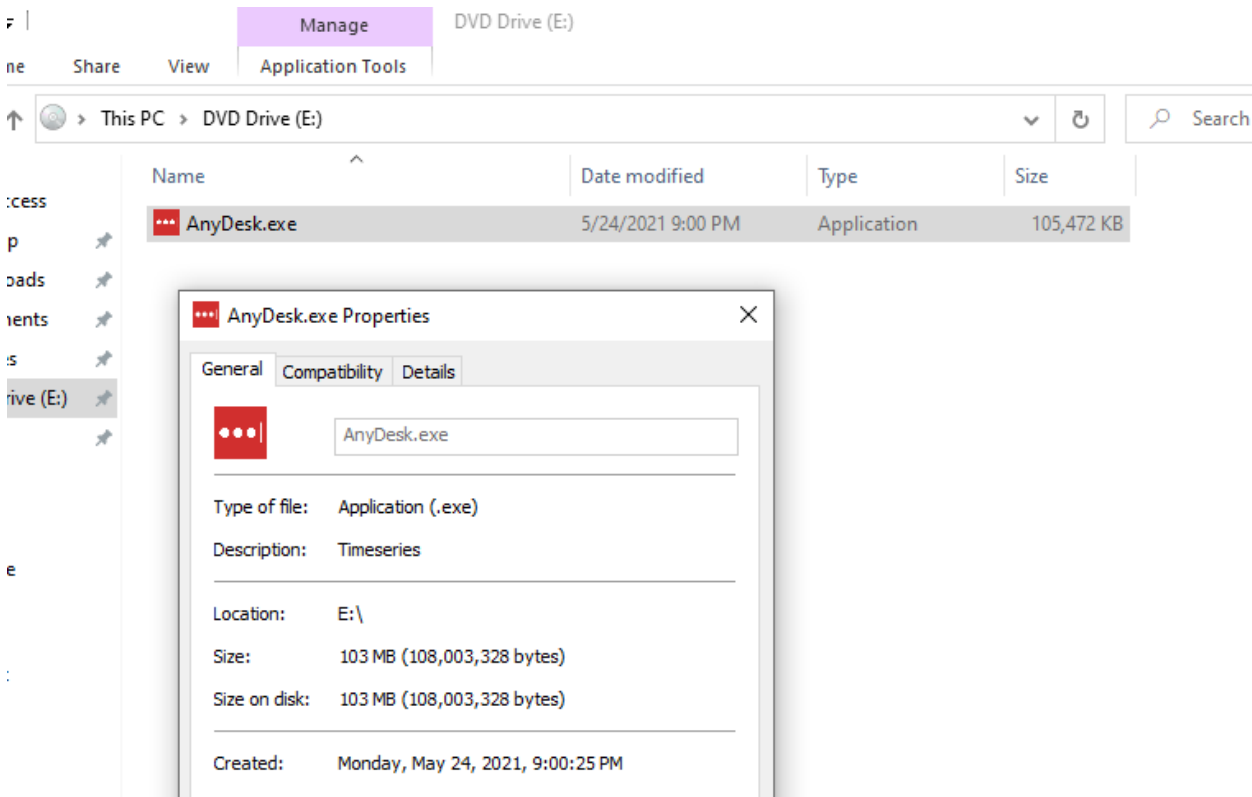 Manage DVD Drive (E:)
Share View Application Tools
This PC > DVD Drive (E:) Search
Name Date modified Type Size
AnyDesk.exe 5/24/2021 9:00 PM Application 105,472 KB
AnyDesk.exe Properties
General Compatibility Details
AnyDesk.exe
Type of file: Application (.exe)
Description: Timeseries
Location: E:\
Size: 103 MB (108,003,328 bytes)
Size on disk: 103 MB (108,003,328 bytes)
Created: Monday, May 24, 2021, 9:00:25 PM
(E:)